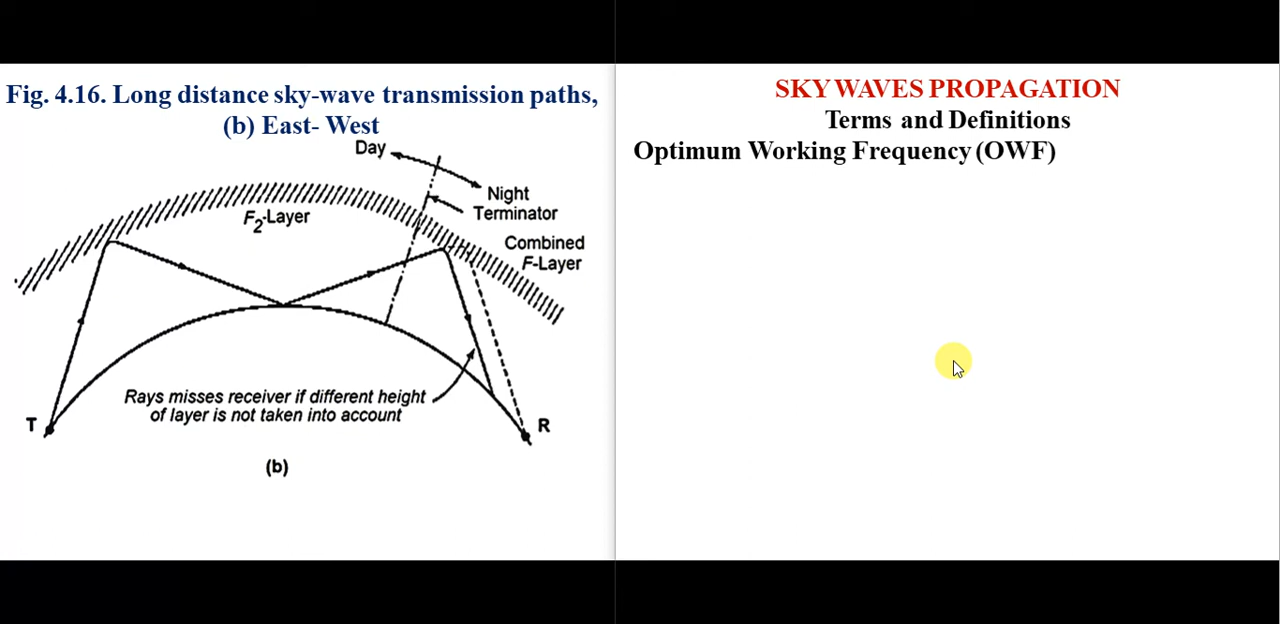 Fig. 4.16. Long distance sky-wave transmission paths,
(b) East- West
Day
Night
Terminator
F2-Layer
Combined
F-Layer
Rays misses receiver if different height
of layer is not taken into account
T
R
(b)
SKY WAVES PROPAGATION
Terms and Definitions
Optimum Working Frequency (OWF)